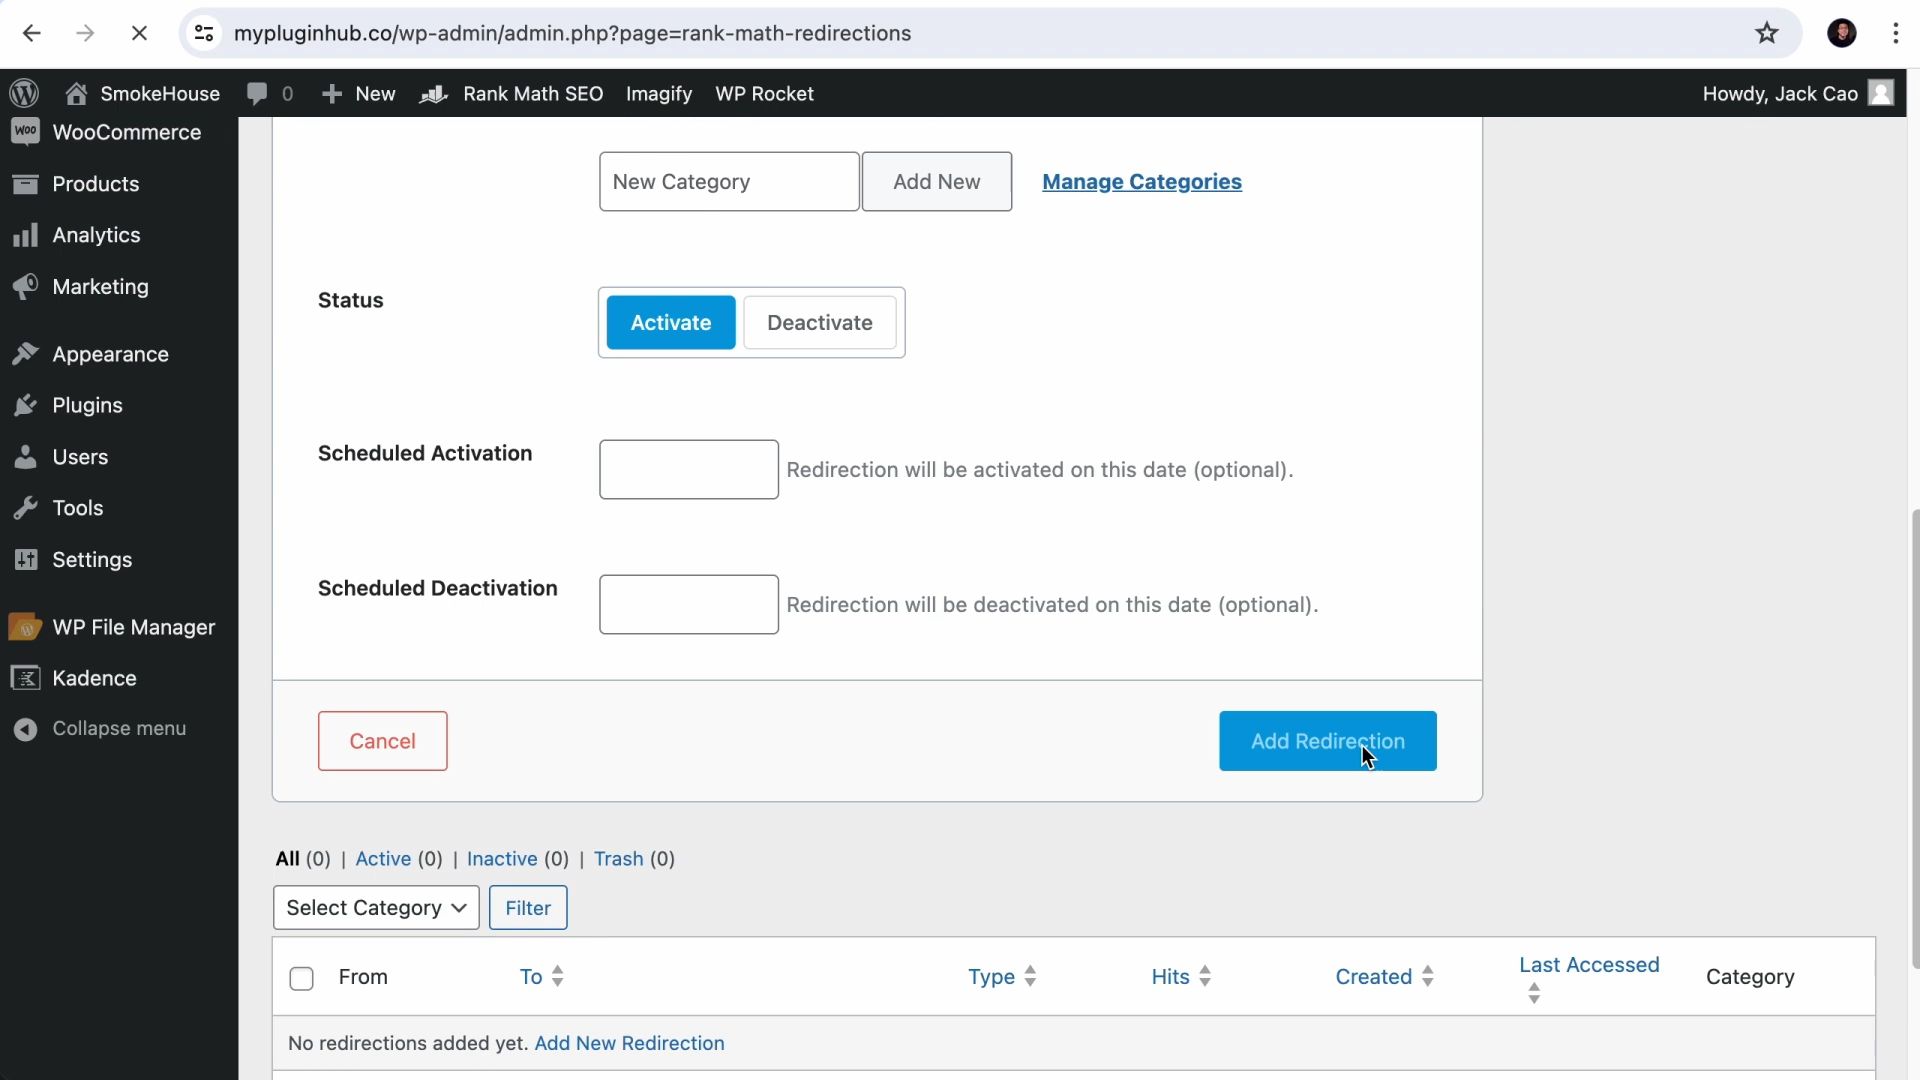 mypluginhub.co/wp-admin/admin.php?page=rank-math-redirections
SmokeHouse 0 New Rank Math SEO Imagify WP Rocket Howdy, Jack Cao
Woo WooCommerce
Products
Analytics
Marketing
Appearance
Plugins
Users
Tools
Settings
WP File Manager
Kadence
Collapse menu
New Category Add New Manage Categories
Status Activate Deactivate
Scheduled Activation Redirection will be activated on this date (optional).
Scheduled Deactivation Redirection will be deactivated on this date (optional).
Cancel Add Redirection
All (0) | Active (0) | Inactive (0) | Trash (0)
Select Category Filter
From To Type Hits Created Last Accessed Category
No redirections added yet. Add New Redirection